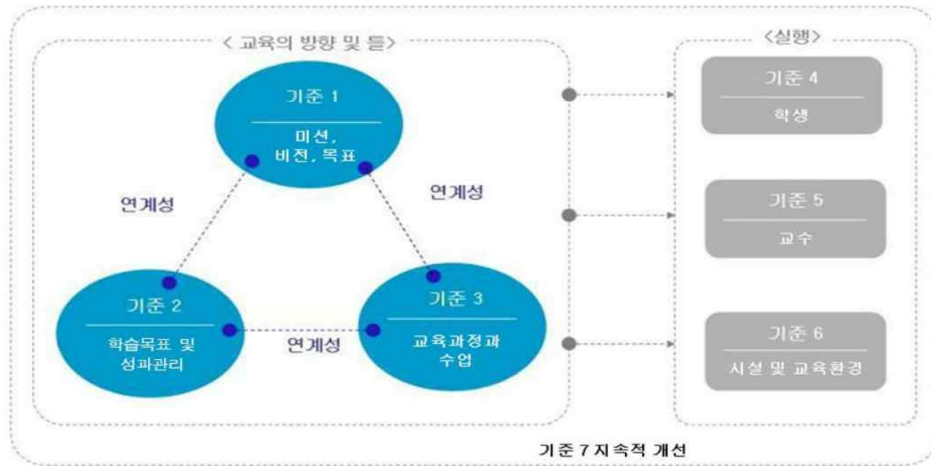 < 교육의 방향 및 틀>
기준 1
미션,
비전, 목표
연계성
연계성
기준 2
학습목표 및
성과관리
연계성
기준 3
교육과정과
수업
<실행>
기준 4
학생
기준 5
교수
기준 6
시설 및 교육환경
기준 7 지속적 개선